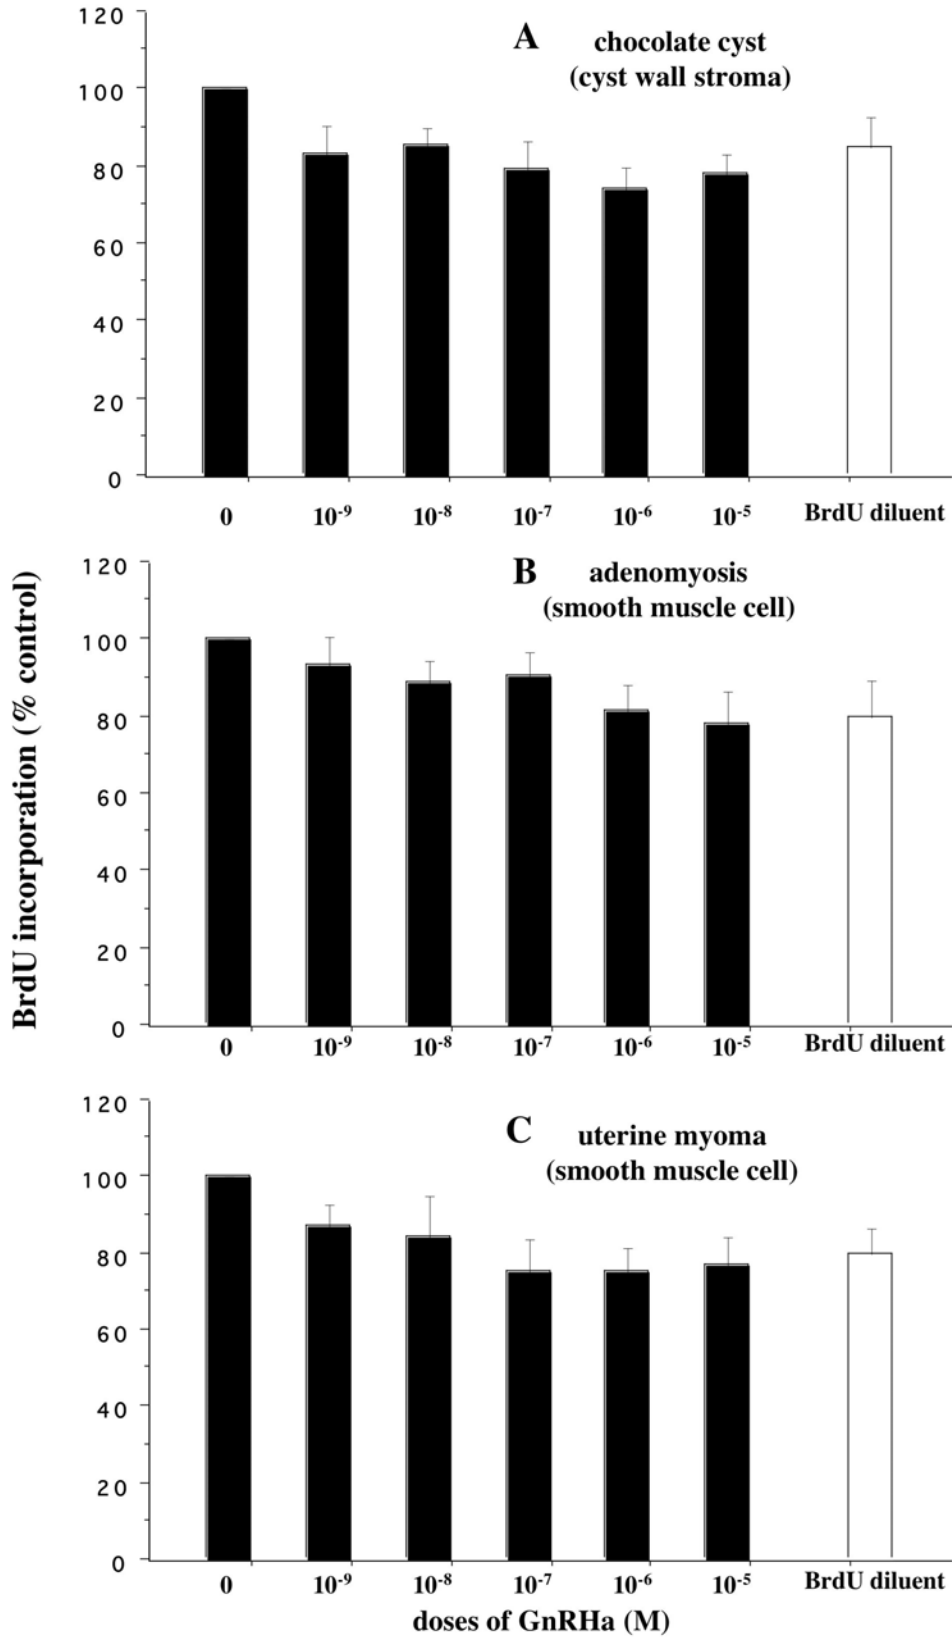 A chocolate cyst
(cyst wall stroma)
120
100
80
60
40
20
0
0 10⁻⁹ 10⁻⁸ 10⁻⁷ 10⁻⁶ 10⁻⁵ BrdU diluent
BrdU incorporation (% control)
B adenomyosis
(smooth muscle cell)
120
100
80
60
40
20
0
0 10⁻⁹ 10⁻⁸ 10⁻⁷ 10⁻⁶ 10⁻⁵ BrdU diluent
C uterine myoma
(smooth muscle cell)
120
100
80
60
40
20
0
0 10⁻⁹ 10⁻⁸ 10⁻⁷ 10⁻⁶ 10⁻⁵ BrdU diluent
doses of GnRHa (M)